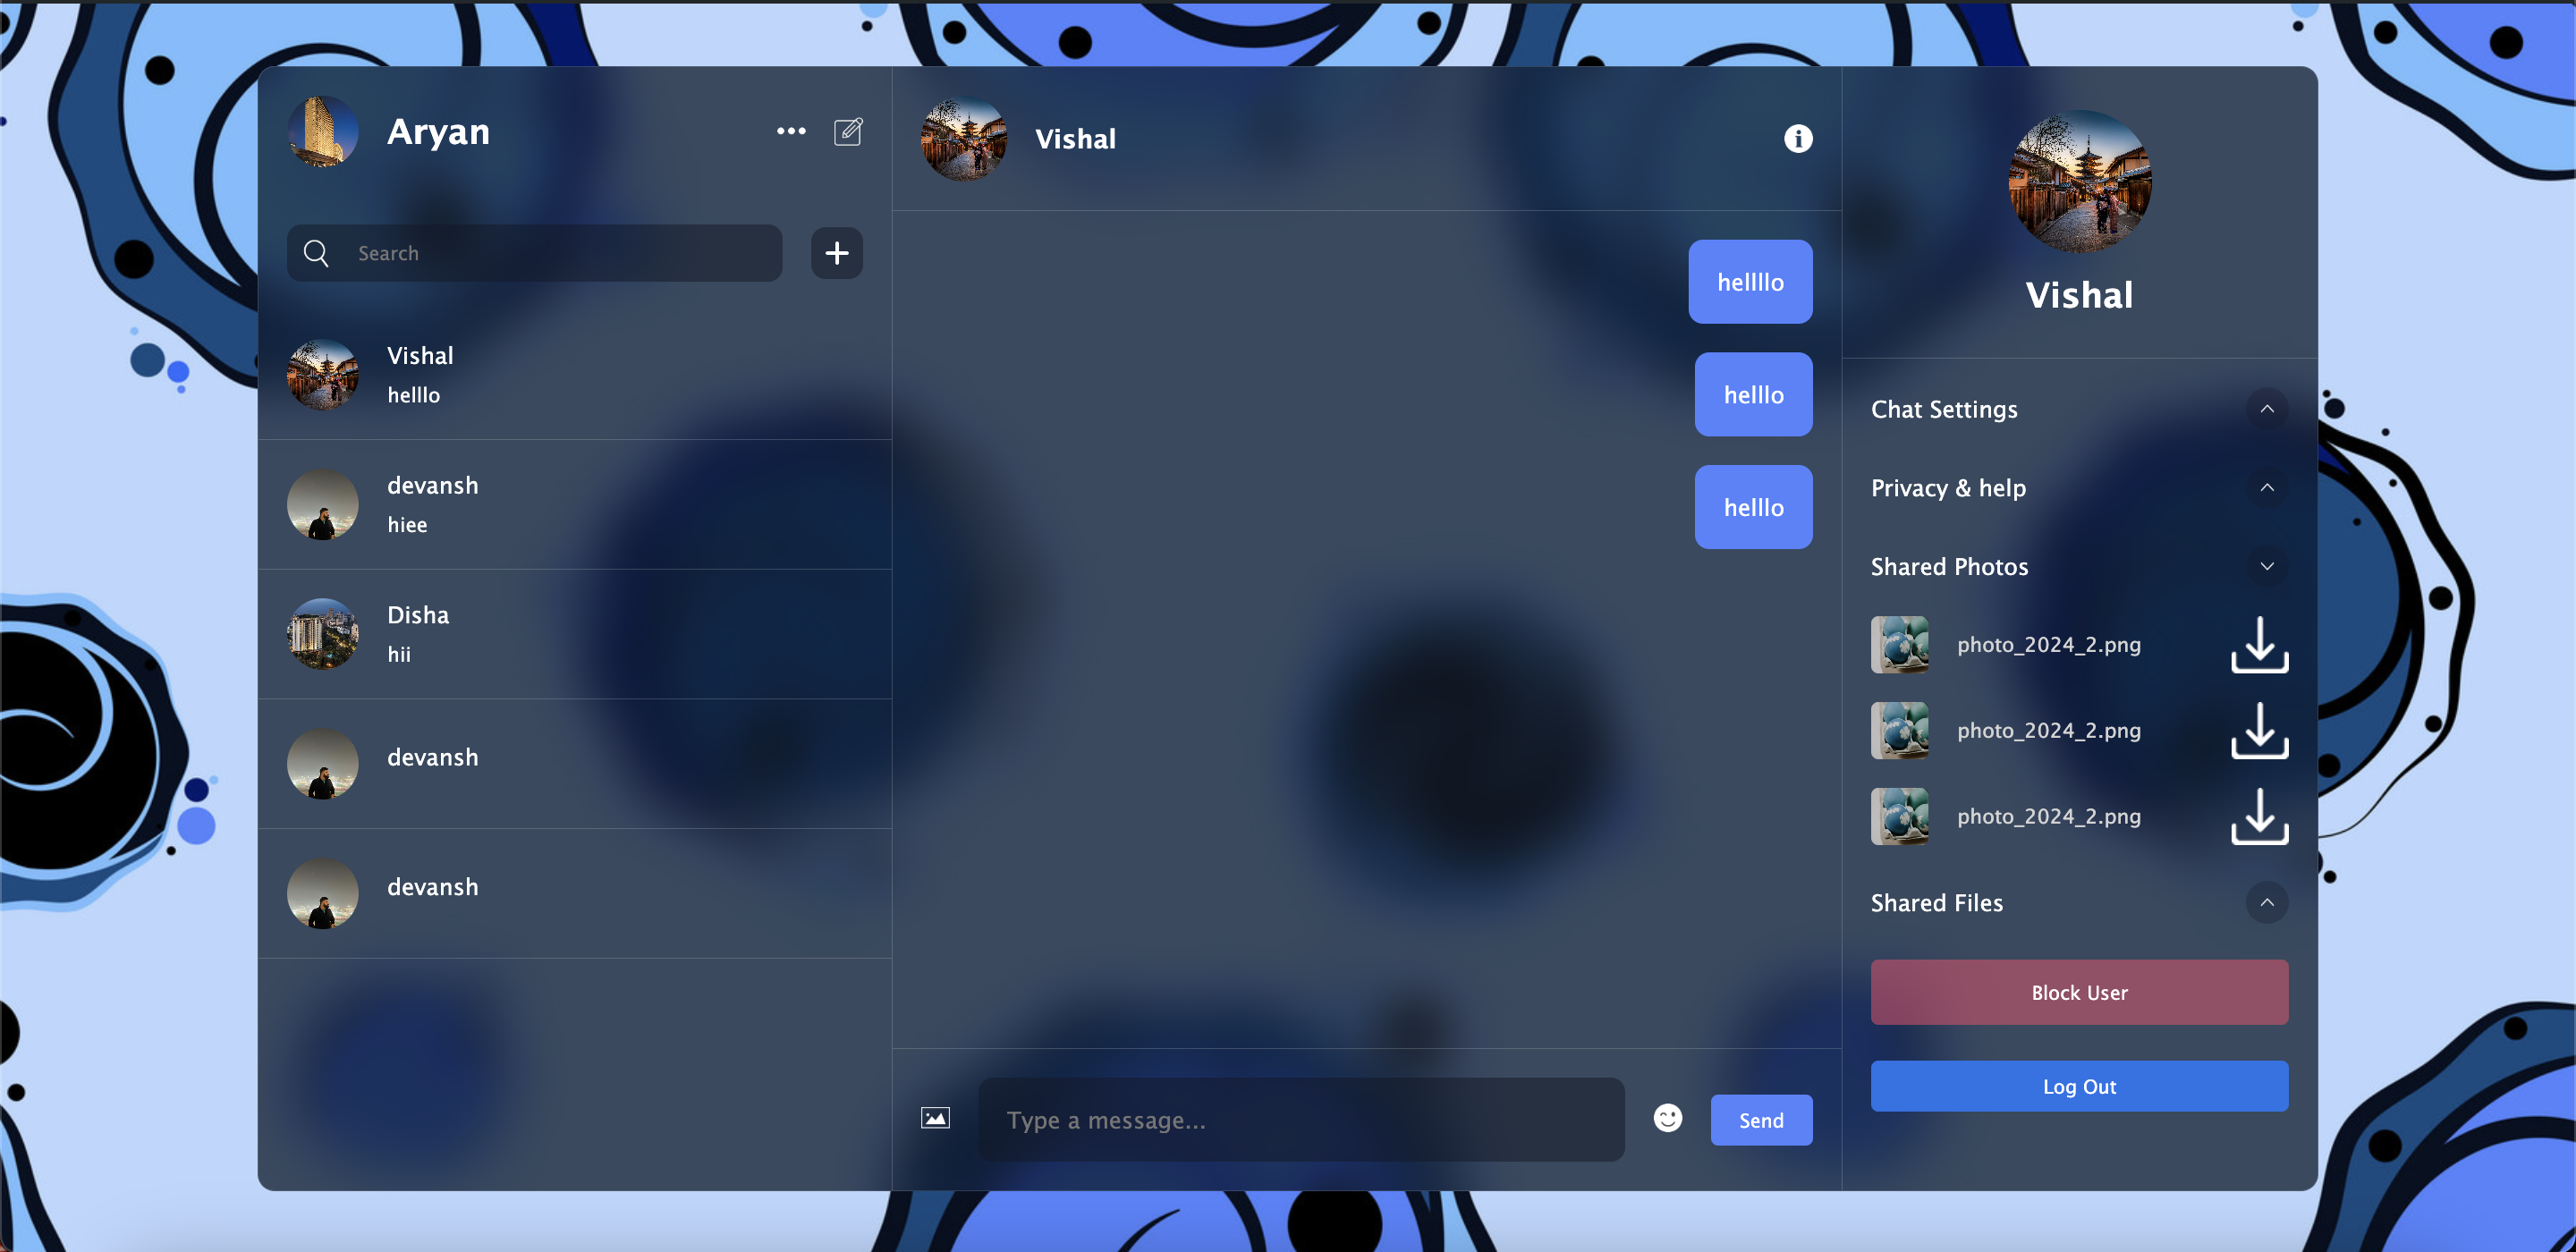 Aryan
Search
Vishal
helllo
devansh
hiee
Disha
hii
devansh
devansh
Vishal
hellllo
helllo
helllo
Type a message...
Send
Vishal
Chat Settings
Privacy & help
Shared Photos
photo_2024_2.png
photo_2024_2.png
photo_2024_2.png
Shared Files
Block User
Log Out